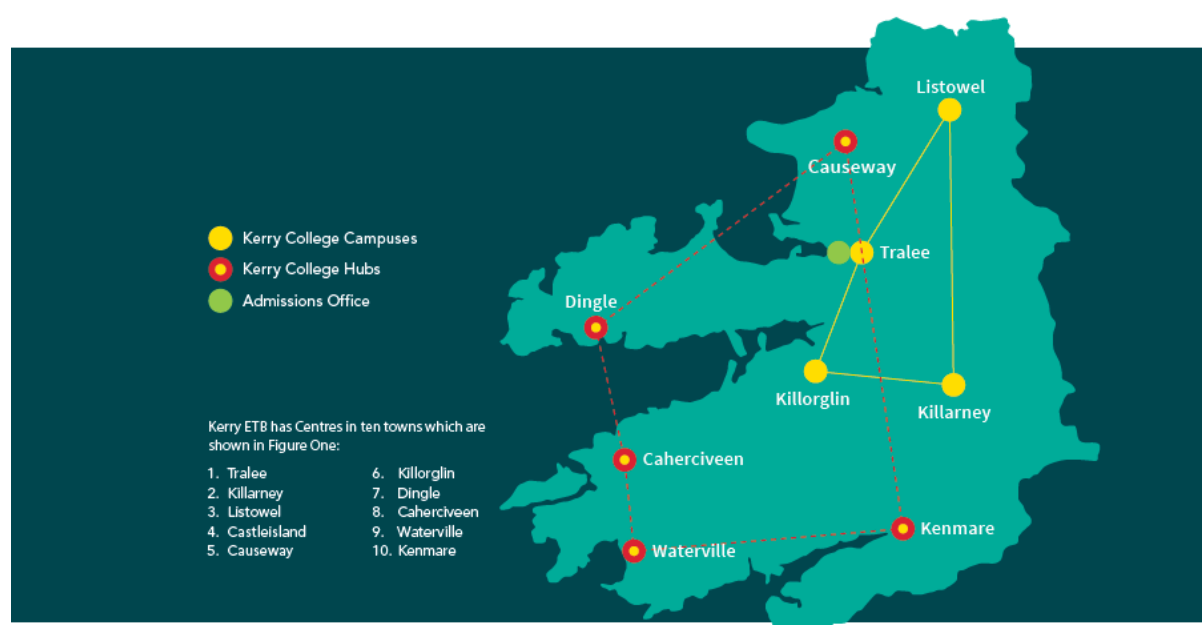 Listowel
Causeway
Kerry College Campuses
Tralee
Kerry College Hubs
Admissions Office
Dingle
Killorglin
Killarney
Kerry ETB has Centres in ten towns which are
shown in Figure One:
Caherciveen
1. Tralee
2. Killarney
3. Listowel
4. Castleisland
5. Causeway
6. Killorglin
7. Dingle
8. Caherciveen
9. Waterville
10. Kenmare
Kenmare
Waterville